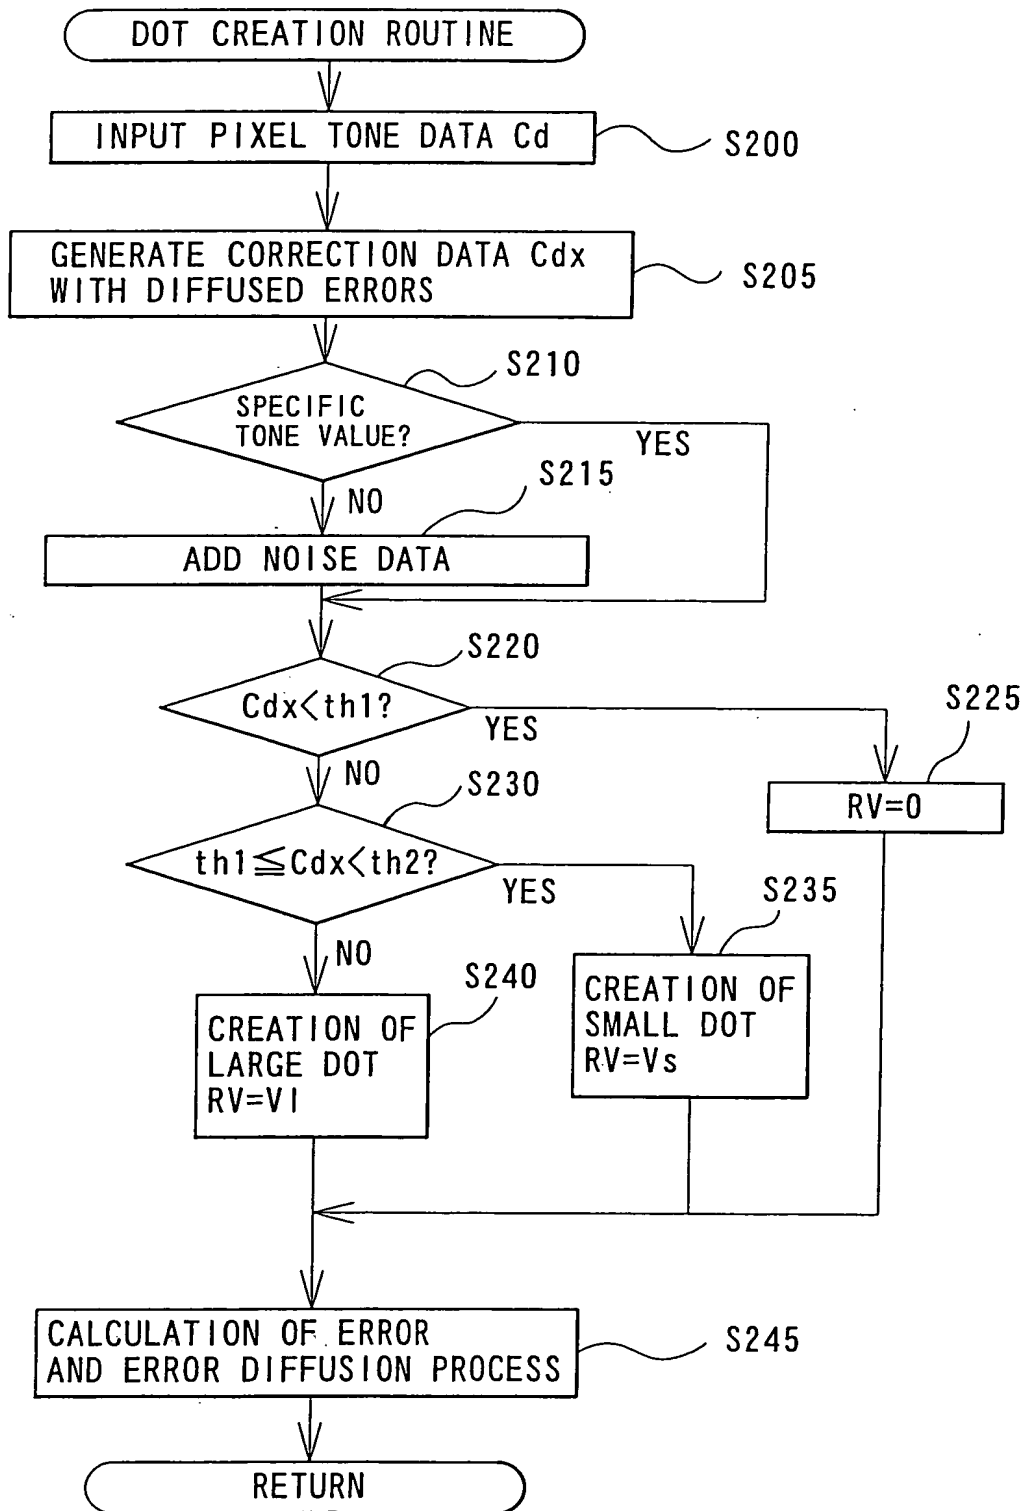 DOT CREATION ROUTINE
INPUT PIXEL TONE DATA Cd
S200
GENERATE CORRECTION DATA Cdx
WITH DIFFUSED ERRORS
S205
S210
SPECIFIC
TONE VALUE?
YES
NO
S215
ADD NOISE DATA
S220
Cdx<th1?
YES
NO
S225
RV=0
S230
th1≦Cdx<th2?
YES
NO
S235
CREATION OF
SMALL DOT
RV=Vs
S240
CREATION OF
LARGE DOT
RV=Vl
CALCULATION OF ERROR
AND ERROR DIFFUSION PROCESS
S245
RETURN